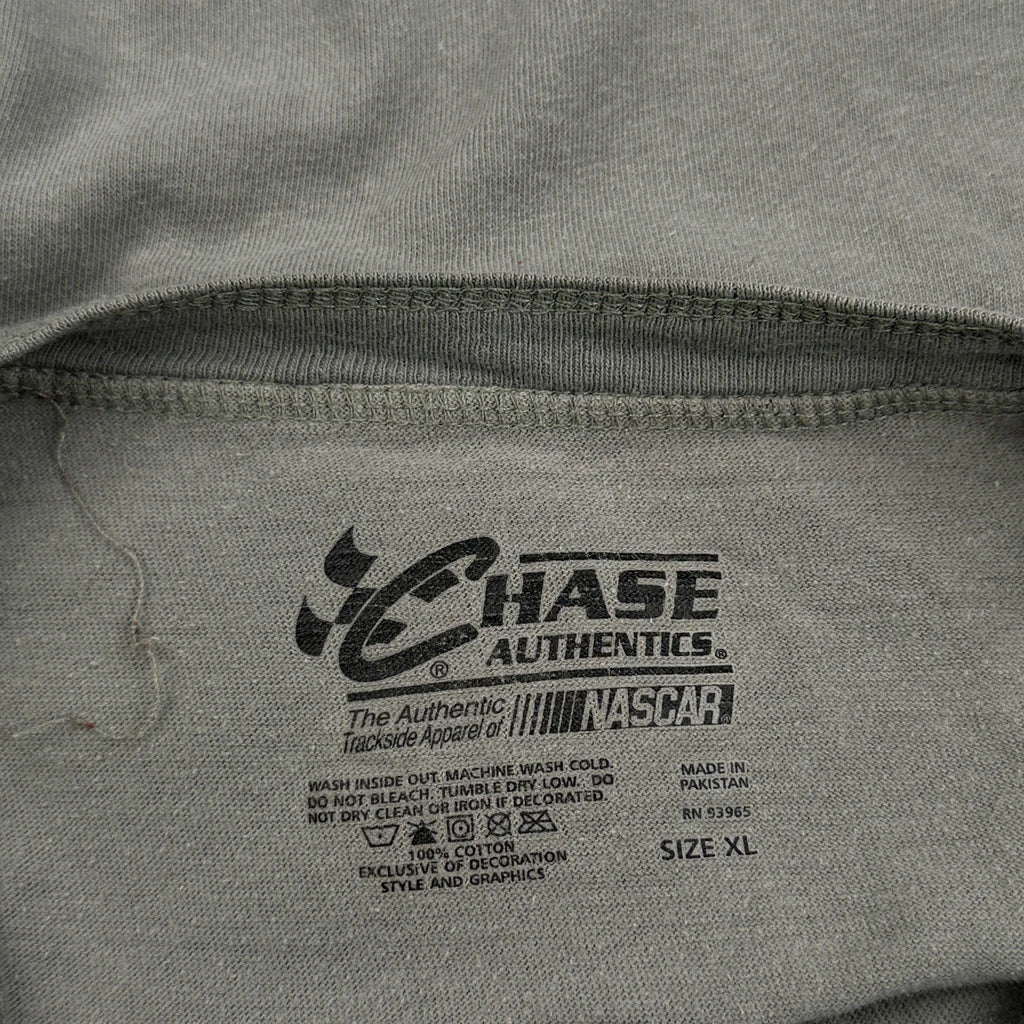 CHASE
AUTHENTICS®
®
The Authentic
Trackside Apparel of NASCAR®
WASH INSIDE OUT. MACHINE WASH COLD.
DO NOT BLEACH. TUMBLE DRY LOW. DO
NOT DRY CLEAN OR IRON IF DECORATED.
100% COTTON
EXCLUSIVE OF DECORATION
STYLE AND GRAPHICS
MADE IN
PAKISTAN
RN 93965
SIZE XL